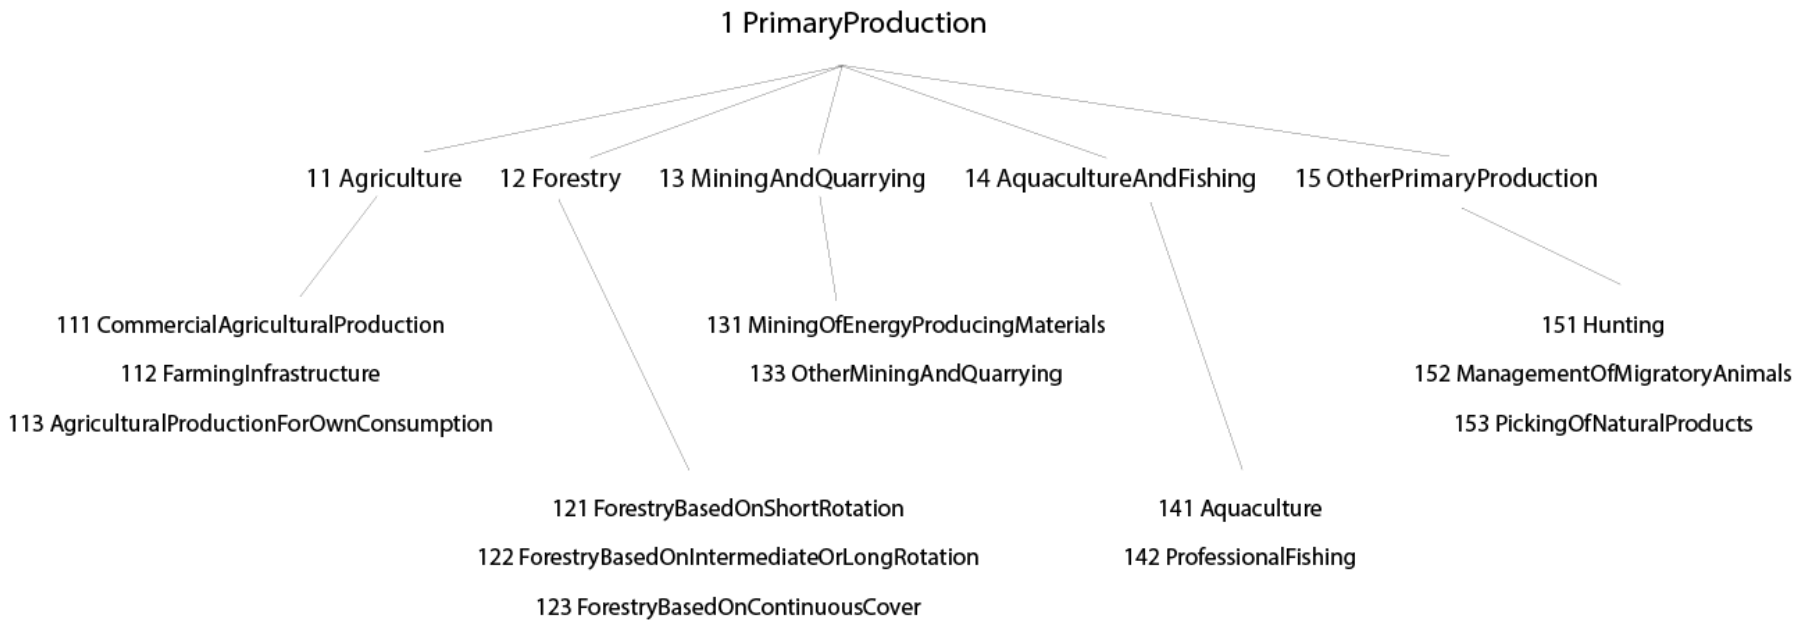 1 PrimaryProduction
11 Agriculture
12 Forestry
13 MiningAndQuarrying
14 AquacultureAndFishing
15 OtherPrimaryProduction
111 CommercialAgriculturalProduction
112 FarmingInfrastructure
113 AgriculturalProductionForOwnConsumption
121 ForestryBasedOnShortRotation
122 ForestryBasedOnIntermediateOrLongRotation
123 ForestryBasedOnContinuousCover
131 MiningOfEnergyProducingMaterials
133 OtherMiningAndQuarrying
141 Aquaculture
142 ProfessionalFishing
151 Hunting
152 ManagementOfMigratoryAnimals
153 PickingOfNaturalProducts